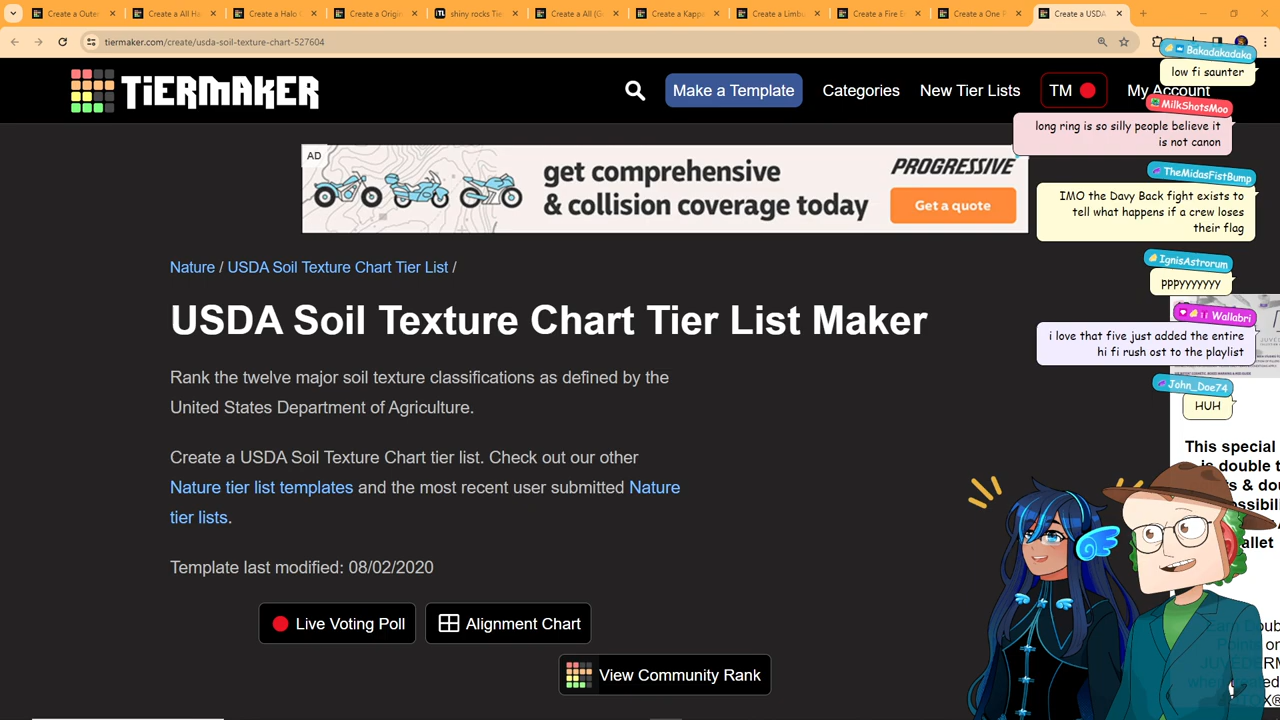 Create a Outer
Create a All Ha
Create a Halo
Create a Origin
shiny rocks Tie
Create a All (G
Create a Kappa
Create a Limbu
Create a Fire E
Create a One P
Create a USDA
tiermaker.com/create/usda-soil-texture-chart-527604
TiERMAKER
Make a Template
Categories
New Tier Lists
TM
My Account
Bakadakadaka
low fi saunter
MilkShotsMoo
long ring is so silly people believe it
is not canon
TheMidasFistBump
IMO the Davy Back fight exists to
tell what happens if a crew loses
their flag
IgnisAstrorum
pppyyyyyyy
Wallabri
i love that five just added the entire
hi fi rush ost to the playlist
John_Doe74
HUH
AD
get comprehensive
& collision coverage today
PROGRESSIVE
Get a quote
Nature / USDA Soil Texture Chart Tier List /
USDA Soil Texture Chart Tier List Maker
Rank the twelve major soil texture classifications as defined by the
United States Department of Agriculture.
Create a USDA Soil Texture Chart tier list. Check out our other
Nature tier list templates and the most recent user submitted Nature
tier lists.
Template last modified: 08/02/2020
Live Voting Poll
Alignment Chart
View Community Rank
This special
is double t